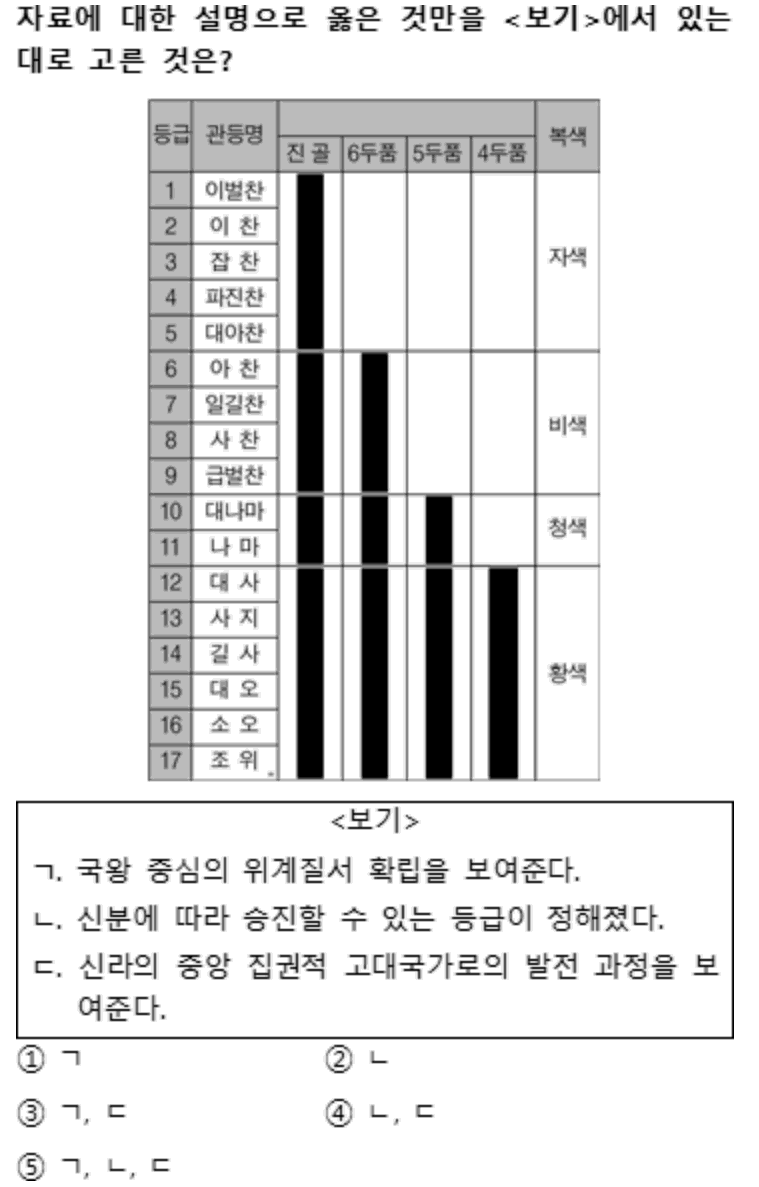 자료에 대한 설명으로 옳은 것만을 <보기>에서 있는
대로 고른 것은?
등급 관등명 진 골 6두품 5두품 4두품 복색
1 이벌찬
2 이 찬
3 잡 찬
자색
4 파진찬
5 대아찬
6 아 찬
7 일길찬
비색
8 사 찬
9 급벌찬
10 대나마
청색
11 나 마
12 대 사
13 사 지
14 길 사
황색
15 대 오
16 소 오
17 조 위
<보기>
ㄱ. 국왕 중심의 위계질서 확립을 보여준다.
ㄴ. 신분에 따라 승진할 수 있는 등급이 정해졌다.
ㄷ. 신라의 중앙 집권적 고대국가로의 발전 과정을 보
여준다.
① ㄱ ② ㄴ
③ ㄱ, ㄷ ④ ㄴ, ㄷ
⑤ ㄱ, ㄴ, ㄷ